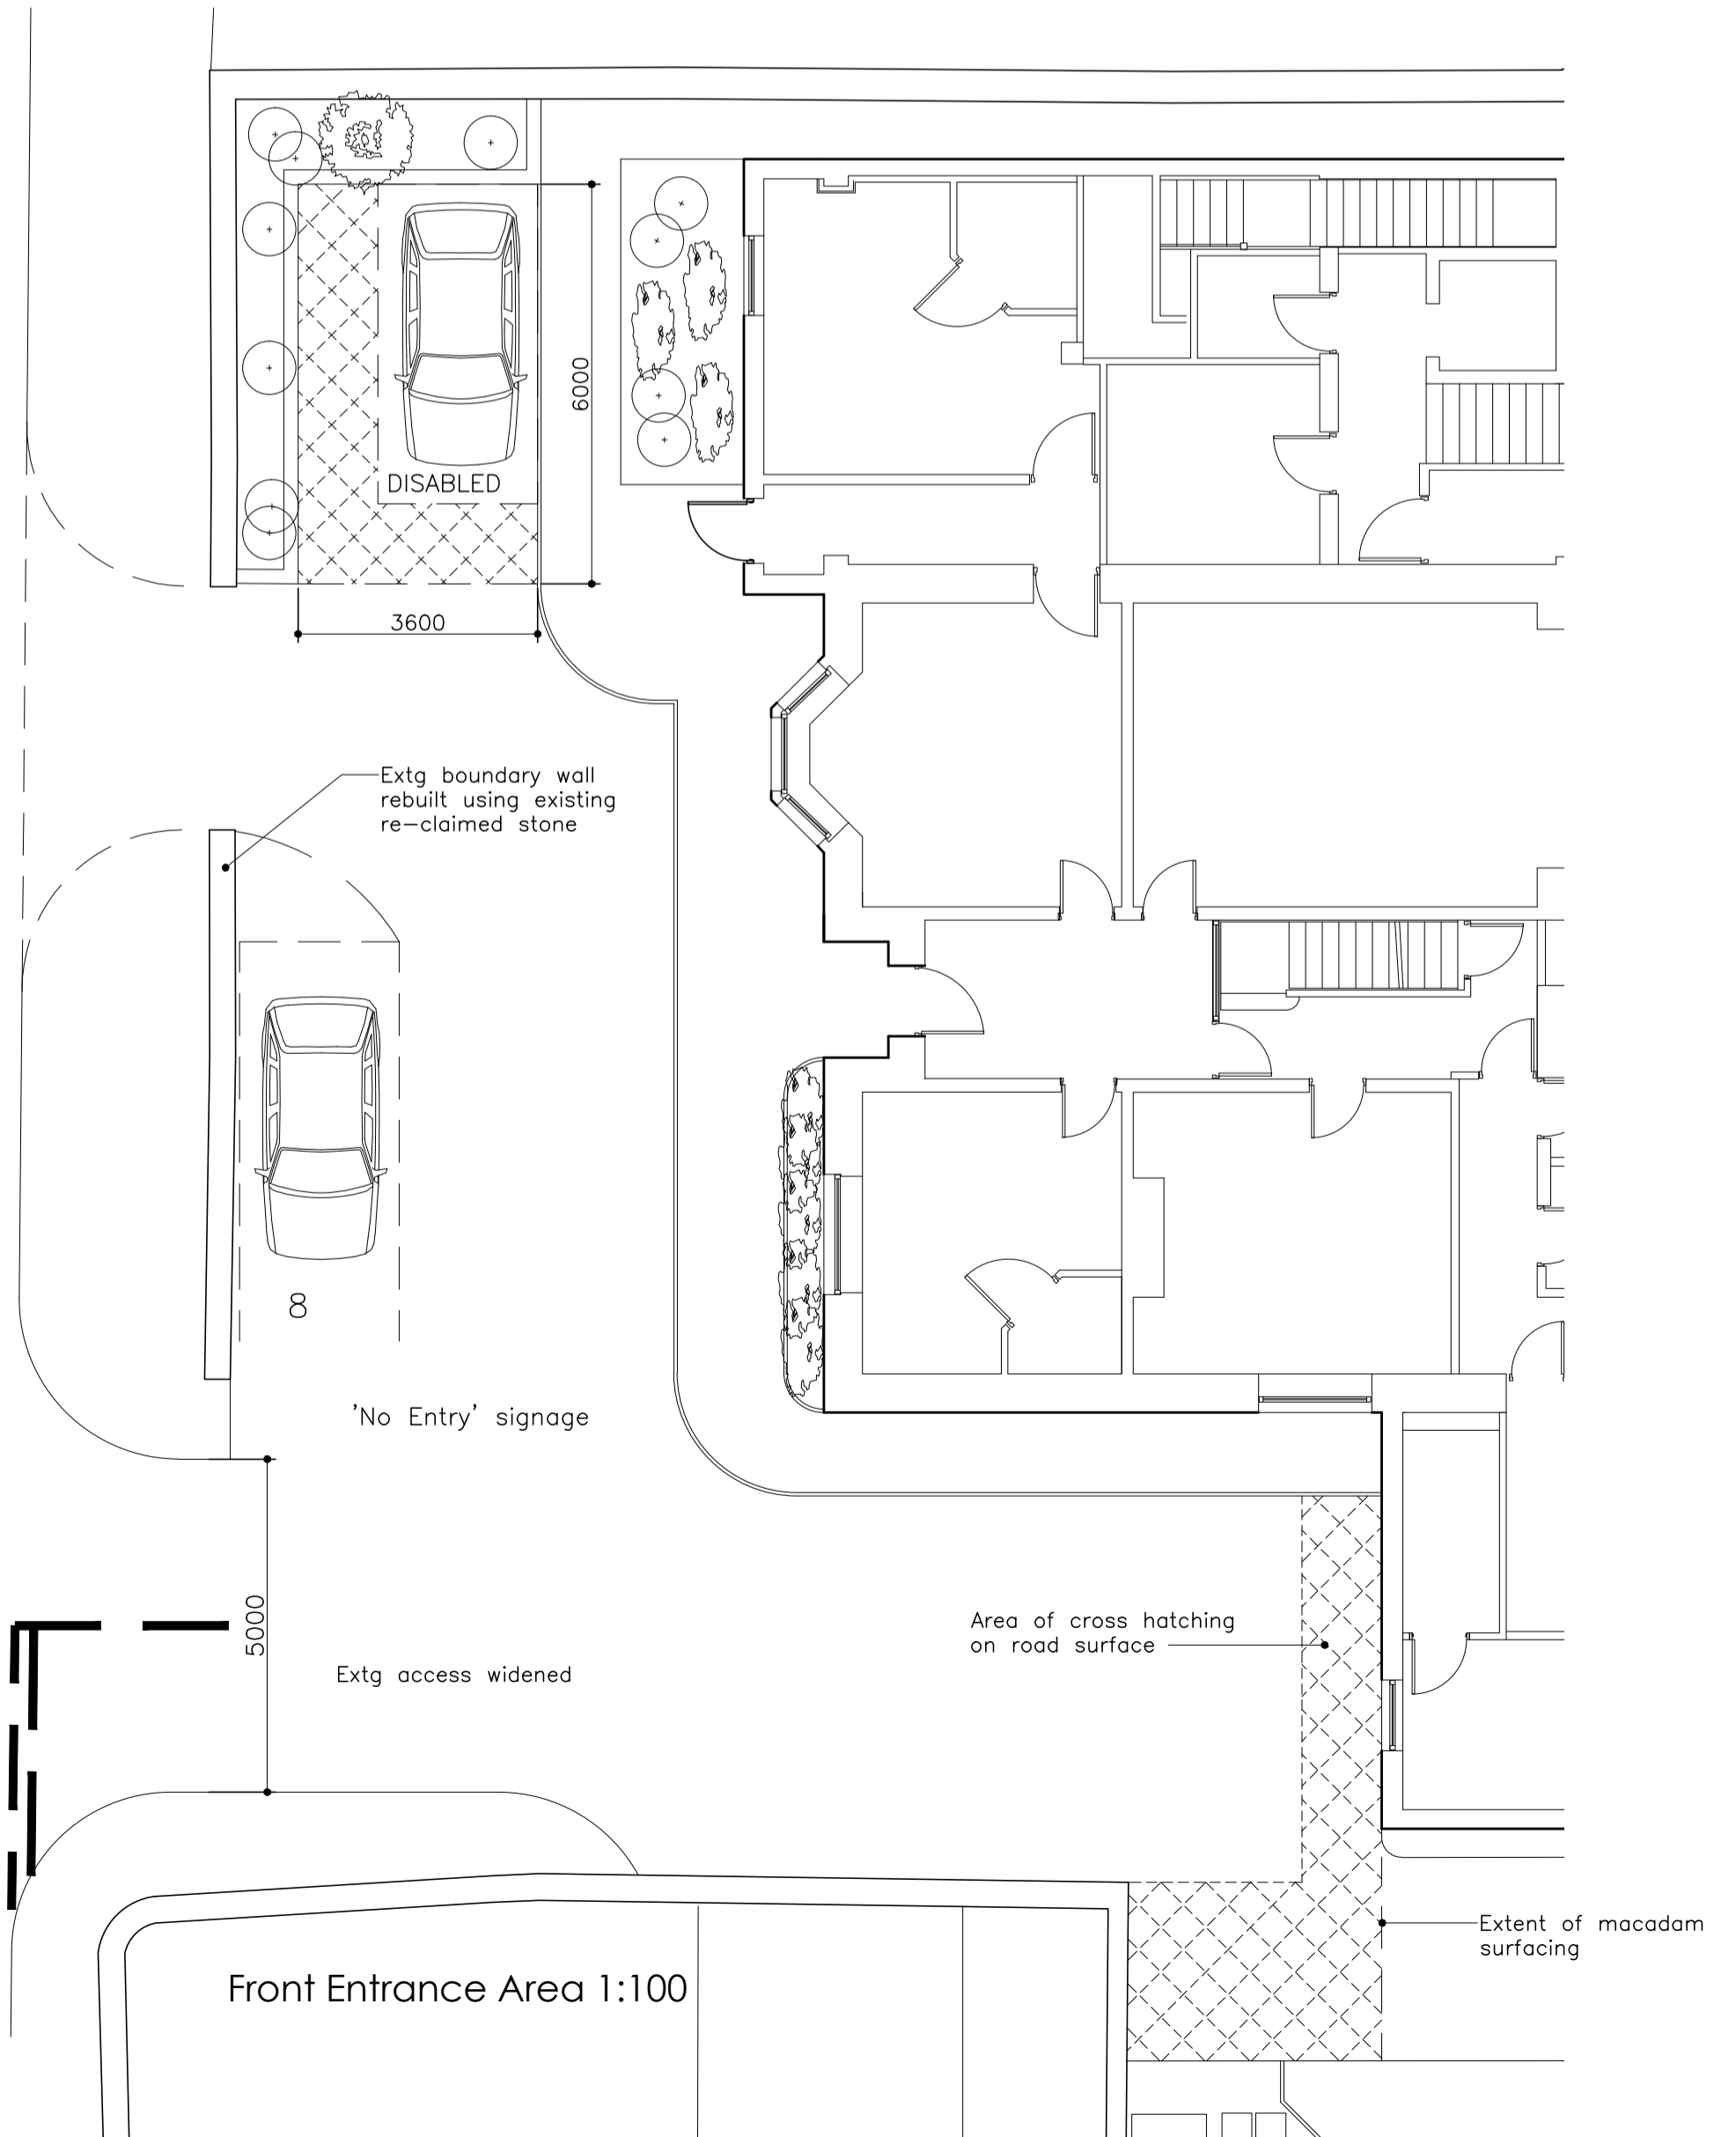 6000
DISABLED
3600
Extg boundary wall
rebuilt using existing
re-claimed stone
8
'No Entry' signage
5000
Area of cross hatching
on road surface
Extg access widened
Extent of macadam
surfacing
Front Entrance Area 1:100